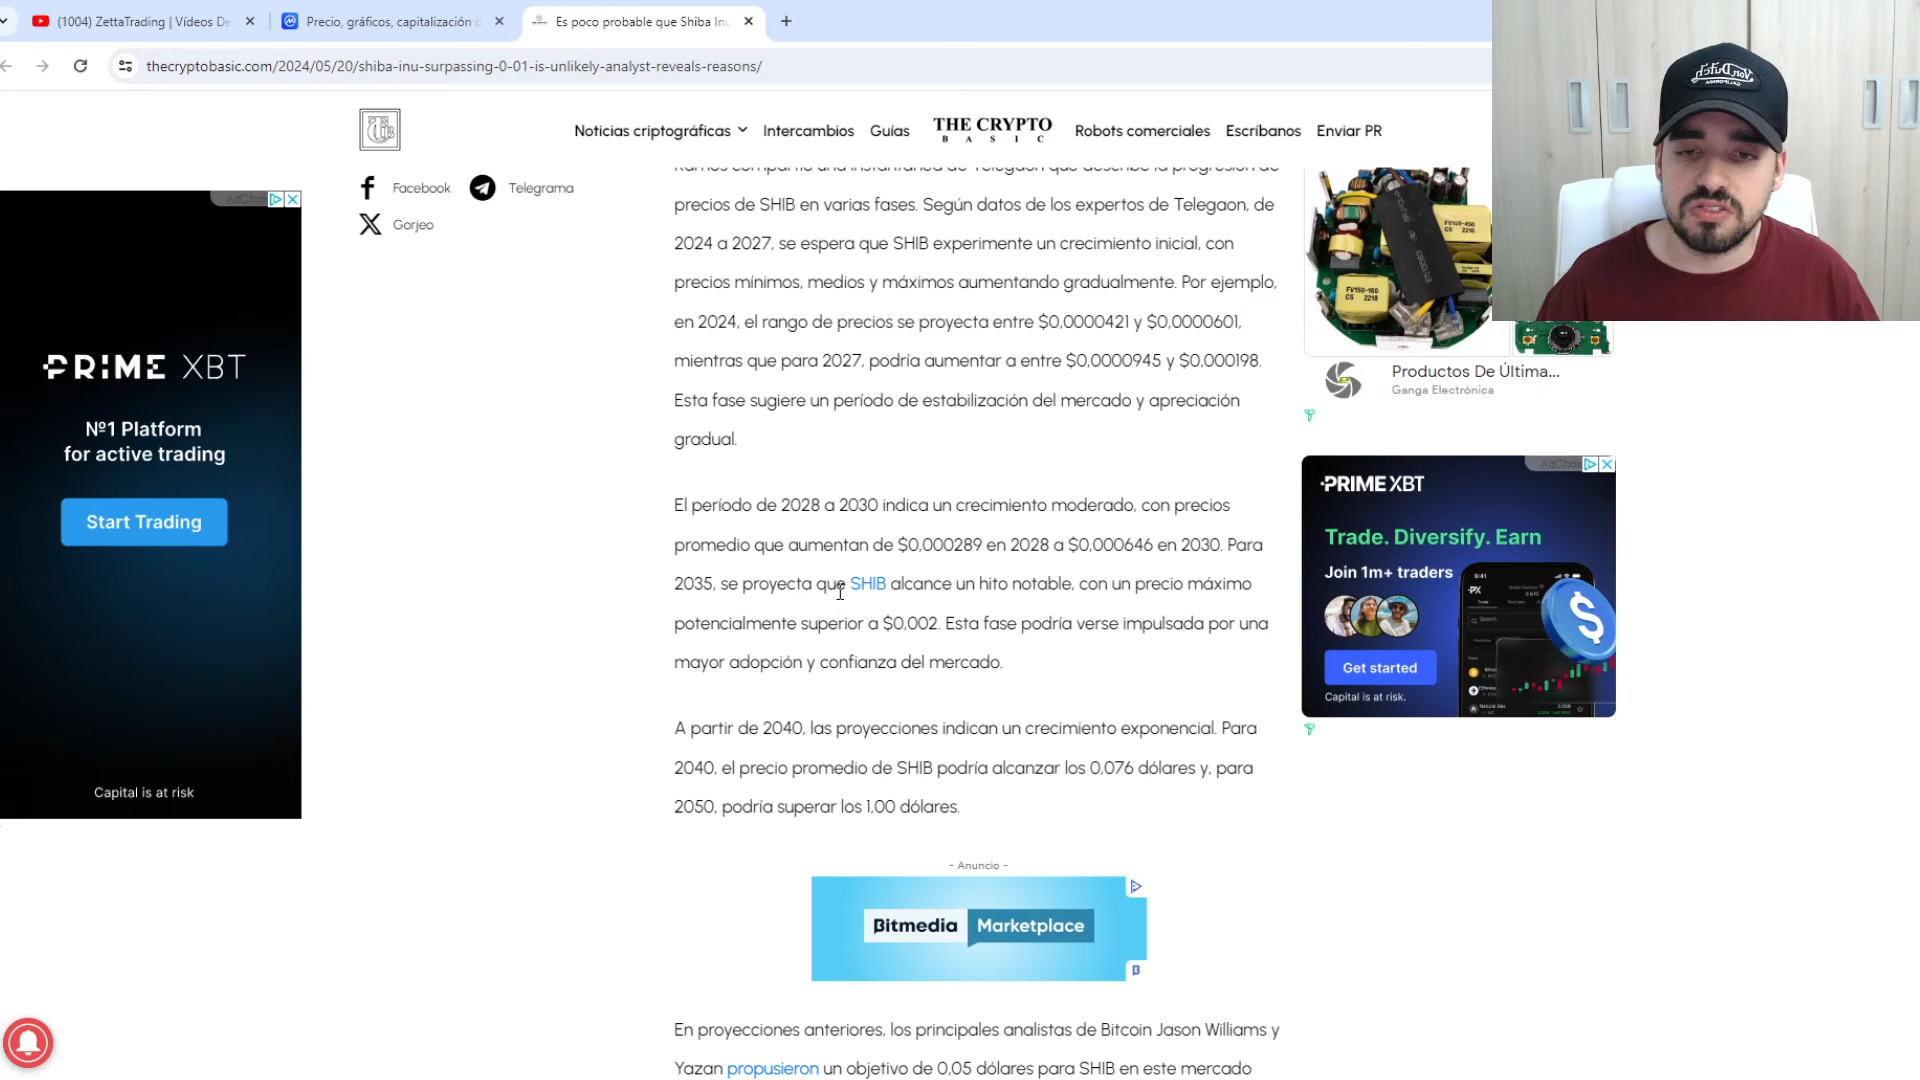 (1004) ZettaTrading | Vídeos De
Precio, gráficos, capitalización d
Es poco probable que Shiba Inu
thecryptobasic.com/2024/05/20/shiba-inu-surpassing-0-01-is-unlikely-analyst-reveals-reasons/
Von Dutch
Noticias criptográficas
Intercambios
Guías
THE CRYPTO
BASIC
Robots comerciales
Escríbanos
Enviar PR
Facebook
Telegrama
Gorjeo
Ramos compartió una instantánea de Telegaon que describe la progresión de
precios de SHIB en varias fases. Según datos de los expertos de Telegaon, de
2024 a 2027, se espera que SHIB experimente un crecimiento inicial, con
precios mínimos, medios y máximos aumentando gradualmente. Por ejemplo,
en 2024, el rango de precios se proyecta entre $0,0000421 y $0,0000601,
mientras que para 2027, podría aumentar a entre $0,0000945 y $0,000198.
Esta fase sugiere un período de estabilización del mercado y apreciación
gradual.
El período de 2028 a 2030 indica un crecimiento moderado, con precios
promedio que aumentan de $0,000289 en 2028 a $0,000646 en 2030. Para
2035, se proyecta que SHIB alcance un hito notable, con un precio máximo
potencialmente superior a $0,002. Esta fase podría verse impulsada por una
mayor adopción y confianza del mercado.
A partir de 2040, las proyecciones indican un crecimiento exponencial. Para
2040, el precio promedio de SHIB podría alcanzar los 0,076 dólares y, para
2050, podría superar los 1,00 dólares.
- Anuncio -
Bitmedia Marketplace
En proyecciones anteriores, los principales analistas de Bitcoin Jason Williams y
Yazan propusieron un objetivo de 0,05 dólares para SHIB en este mercado
AdChoi
PRIME XBT
Nº1 Platform
for active trading
Start Trading
Capital is at risk
Productos De Última...
Ganga Electrónica
AdChoi
PRIME XBT
Trade. Diversify. Earn
Join 1m+ traders
9:41
Get started
Capital is at risk.